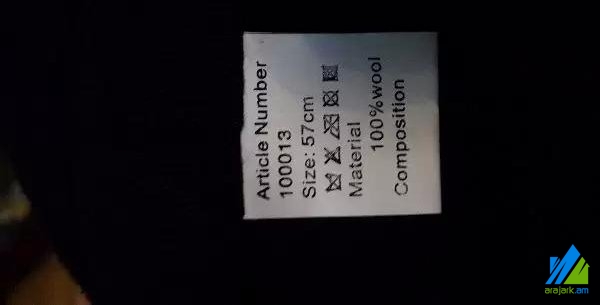 Article Number
100013
Size: 57cm
Material
100%wool
Composition
arajark.am